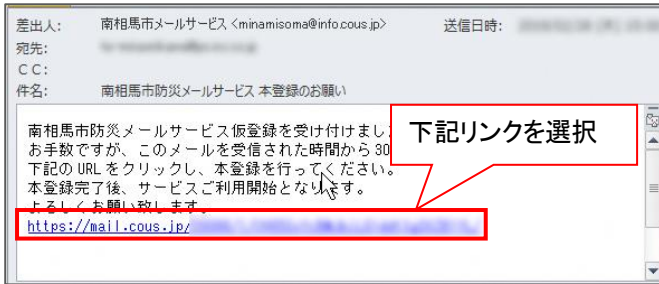 差出人: 南相馬市メールサービス <minamisoma@info.cous.jp> 送信日時:
宛先:
CC:
件名: 南相馬市防災メールサービス 本登録のお願い
下記リンクを選択
南相馬市防災メールサービス仮登録を受け付けまし
お手数ですが、このメールを受信された時間から30
下記のURLをクリックし、本登録を行ってください。
本登録完了後、サービスご利用開始となります。
よろしくお願い致します。
https://mail.cous.jp/